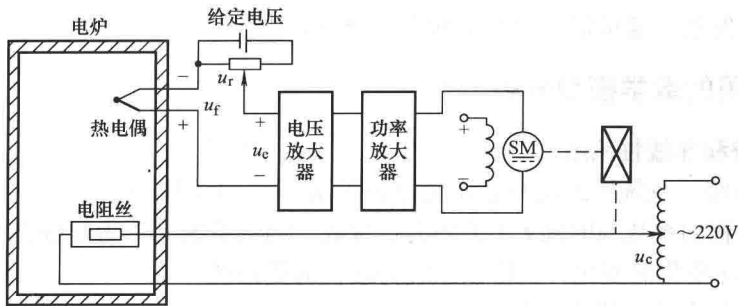 给定电压
电炉
−
u_r
热电偶
u_f
+
+
u_e
−
电压
放大
器
功率
放大
器
+
−
SM
电阻丝
u_c
~220V